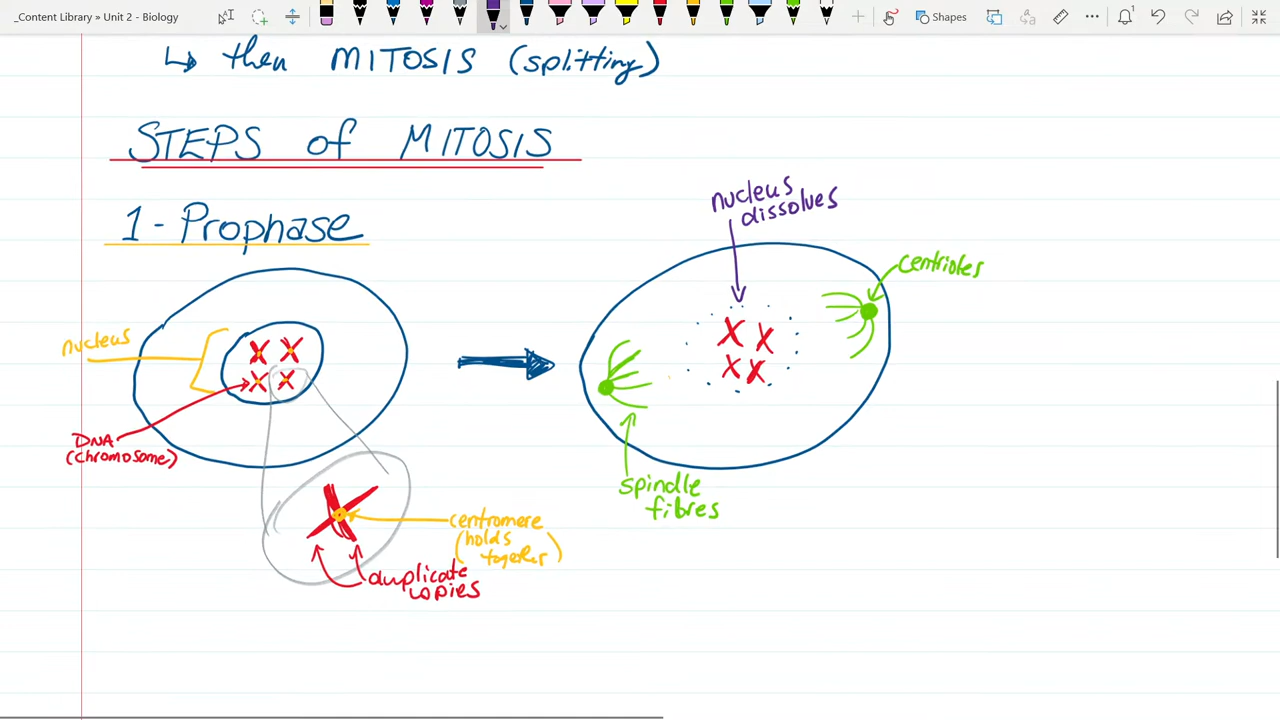 _Content Library » Unit 2 - Biology
Shapes
↳ then MITOSIS (splitting)
STEPS of MITOSIS
1 - Prophase
nucleus
dissolves
centrioles
nucleus
DNA
(chromosome)
spindle
fibres
centromere
(holds
together)
duplicate
copies